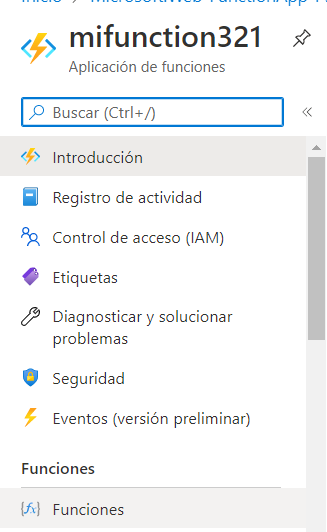 Inicio
mifunction321
Aplicación de funciones
Buscar (Ctrl+/)
Introducción
Registro de actividad
Control de acceso (IAM)
Etiquetas
Diagnosticar y solucionar
problemas
Seguridad
Eventos (versión preliminar)
Funciones
Funciones